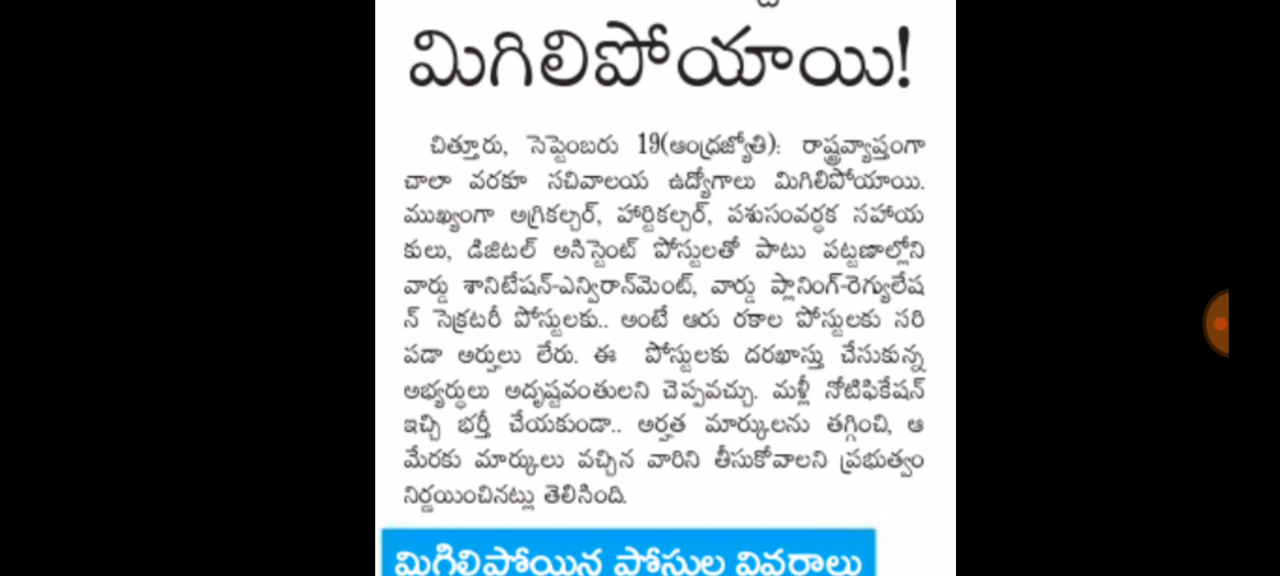 మిగిలిపోయాయి!
చిత్తూరు, సెప్టెంబరు 19(ఆంధ్రజ్యోతి): రాష్ట్రవ్యాప్తంగా
చాలా వరకూ సచివాలయ ఉద్యోగాలు మిగిలిపోయాయి.
ముఖ్యంగా అగ్రికల్చర్, హార్టికల్చర్, పశుసంవర్ధక సహాయ
కులు, డిజిటల్ అసిస్టెంట్ పోస్టులతో పాటు పట్టణాల్లోని
వార్డు శానిటేషన్-ఎన్విరాన్‌మెంట్, వార్డు ప్లానింగ్-రెగ్యులేష
న్ సెక్రటరీ పోస్టులకు.. అంటే ఆరు రకాల పోస్టులకు సరి
పడా అర్హులు లేరు. ఈ పోస్టులకు దరఖాస్తు చేసుకున్న
అభ్యర్థులు అదృష్టవంతులని చెప్పవచ్చు. మళ్లీ నోటిఫికేషన్
ఇచ్చి భర్తీ చేయకుండా.. అర్హత మార్కులను తగ్గించి, ఆ
మేరకు మార్కులు వచ్చిన వారిని తీసుకోవాలని ప్రభుత్వం
నిర్ణయించినట్లు తెలిసింది.
మిగిలిపోయిన పోస్టుల వివరాలు